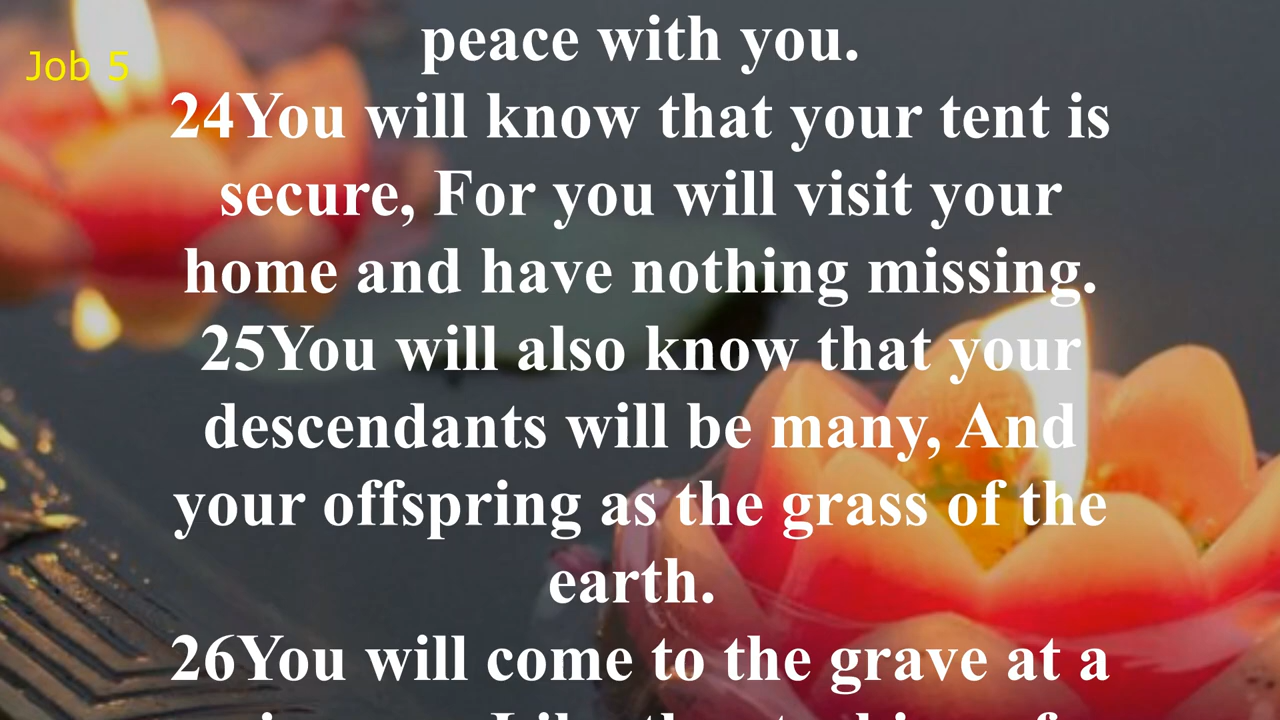 Job 5
peace with you.
24You will know that your tent is
secure, For you will visit your
home and have nothing missing.
25You will also know that your
descendants will be many, And
your offspring as the grass of the
earth.
26You will come to the grave at a